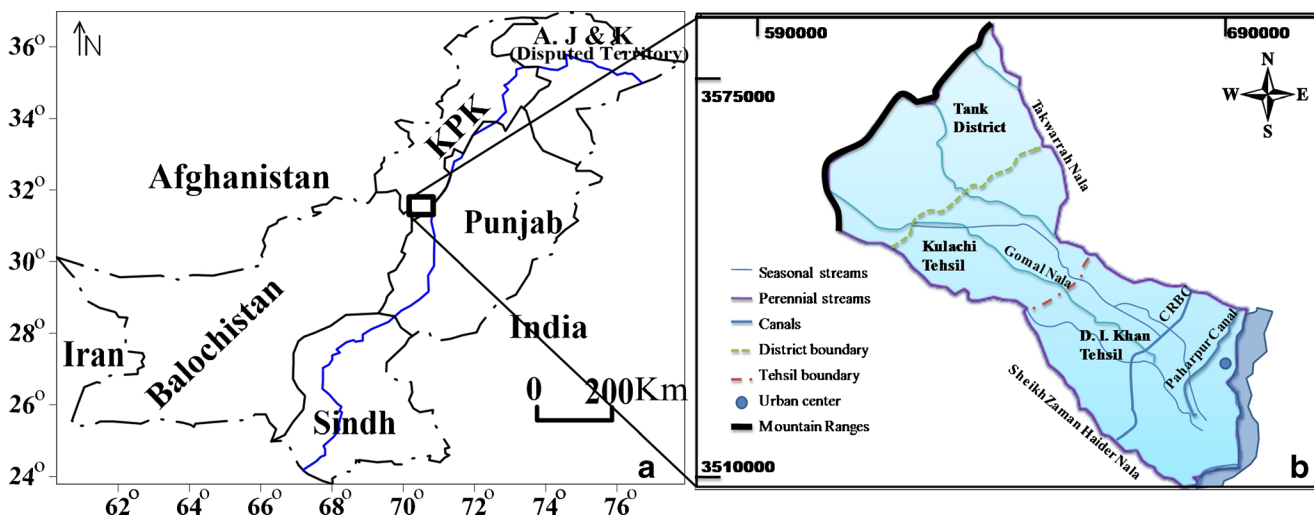 N
36°
34°
32°
30°
28°
26°
24°
62°
64°
66°
68°
70°
72°
74°
76°
A. J & K
(Disputed Territory)
KPK
Afghanistan
Punjab
Balochistan
Iran
India
Sindh
0 200Km
a
590000
690000
3575000
3510000
N
W E
S
Tank
District
Takwarrah Nala
Kulachi
Tehsil
Gomal Nala
CRBC
D. I. Khan
Tehsil
Paharpur Canal
Sheikh Zaman Haider Nala
Seasonal streams
Perennial streams
Canals
District boundary
Tehsil boundary
Urban center
Mountain Ranges
b